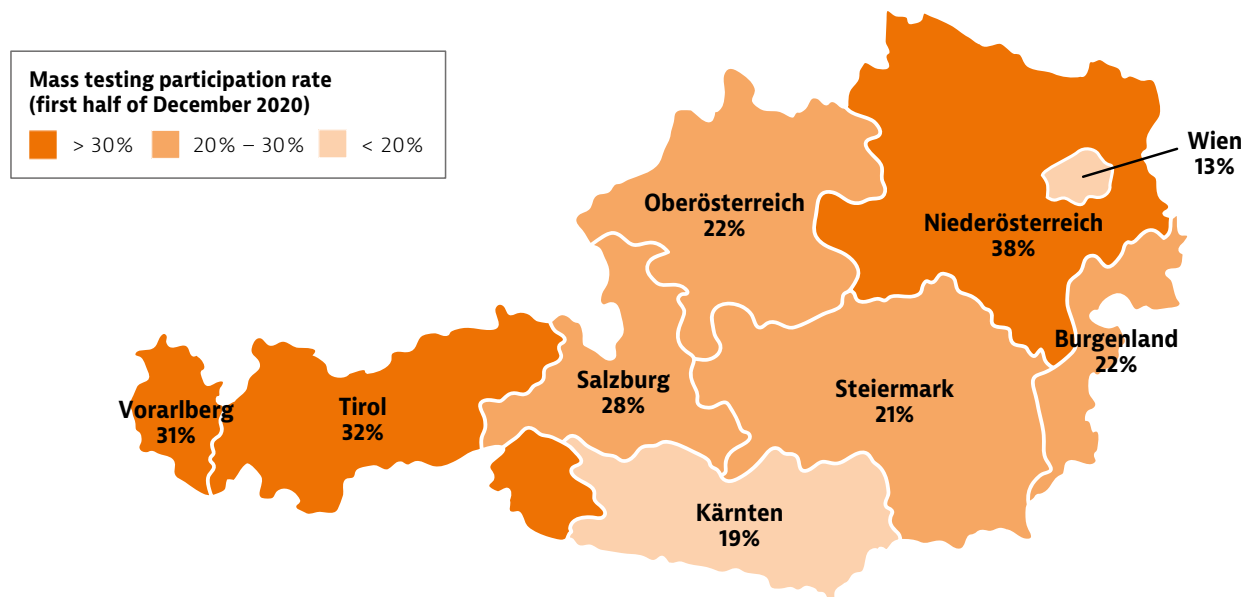 Mass testing participation rate
(first half of December 2020)
> 30% 20% – 30% < 20%
Wien
13%
Oberösterreich
22%
Niederösterreich
38%
Burgenland
22%
Salzburg
28%
Steiermark
21%
Vorarlberg
31%
Tirol
32%
Kärnten
19%